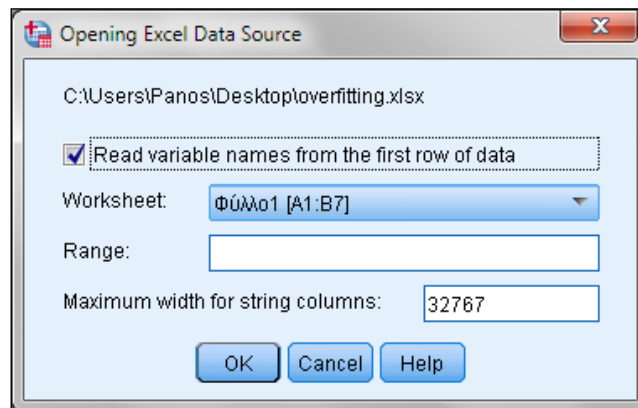 Opening Excel Data Source
C:\Users\Panos\Desktop\overfitting.xlsx
Read variable names from the first row of data
Worksheet: Φύλλο1 [A1:B7]
Range:
Maximum width for string columns: 32767
OK Cancel Help